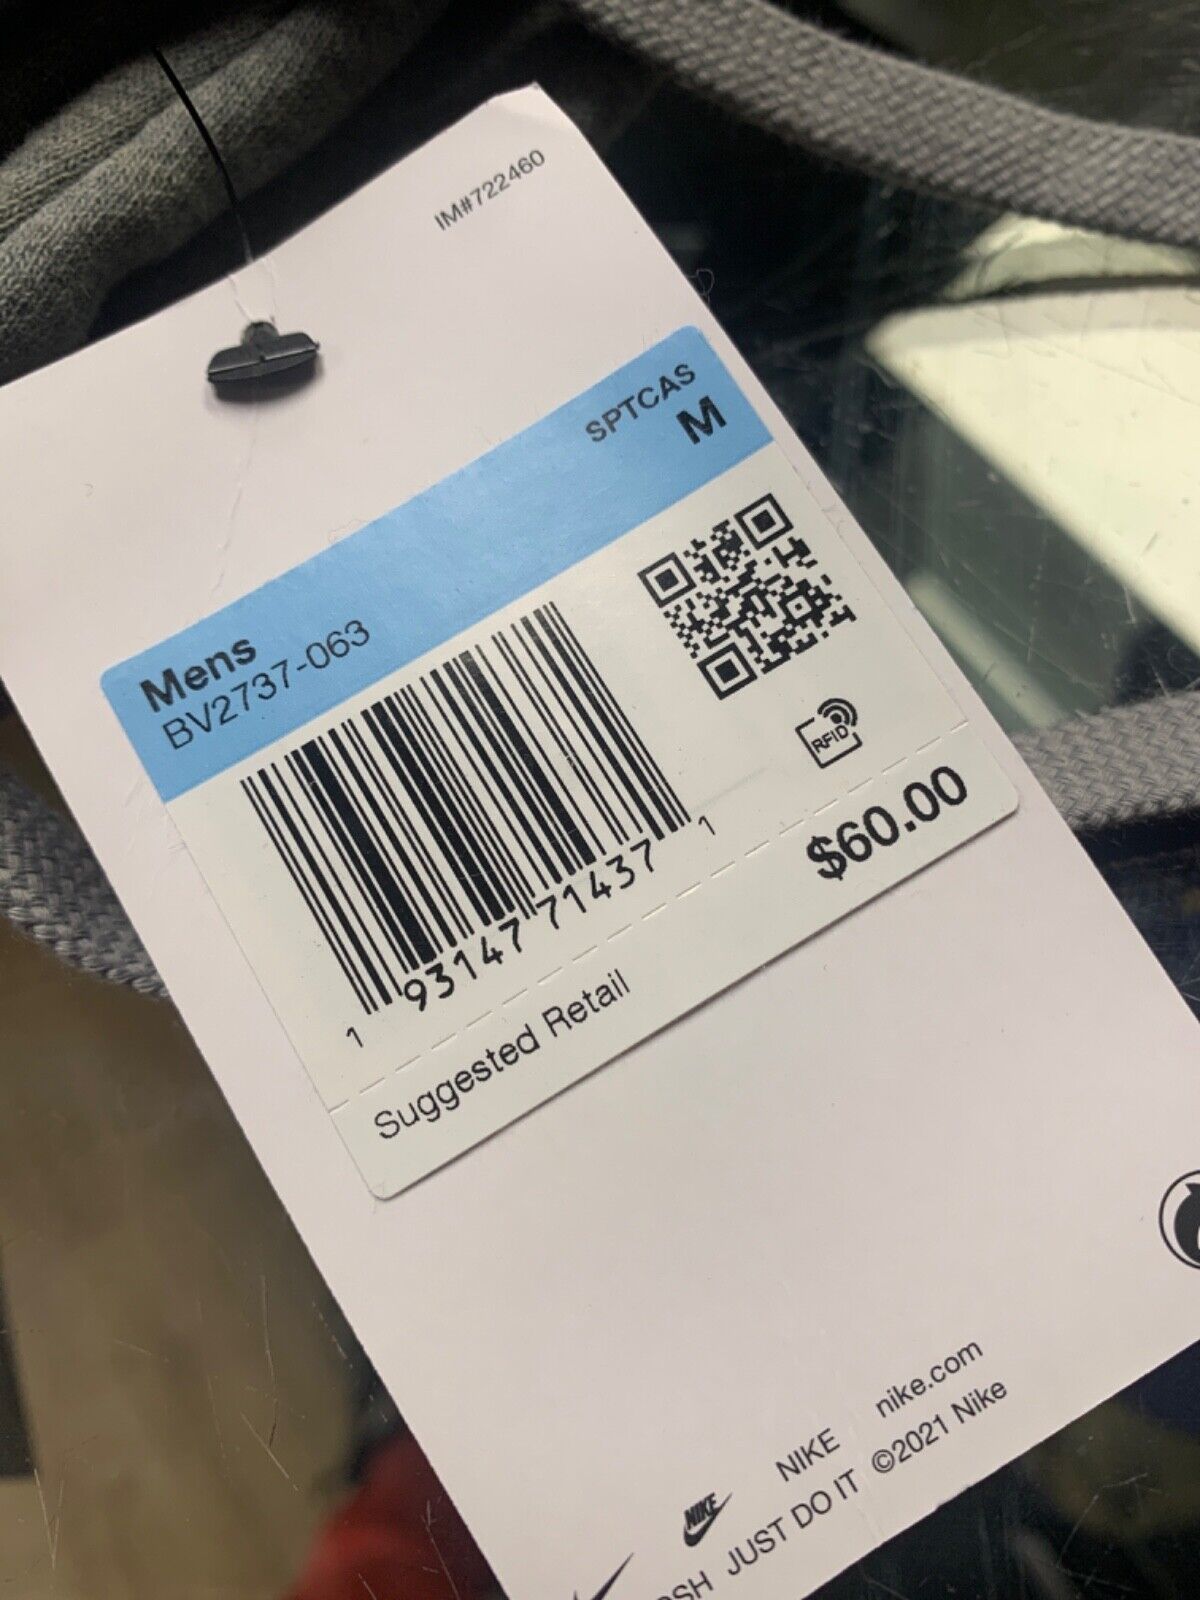 IM#722460
SPTCAS
M
Mens
BV2737-063
RFID
1 93147 71437 1
$60.00
Suggested Retail
nike.com
NIKE
©2021 Nike
NIKE
JUST DO IT